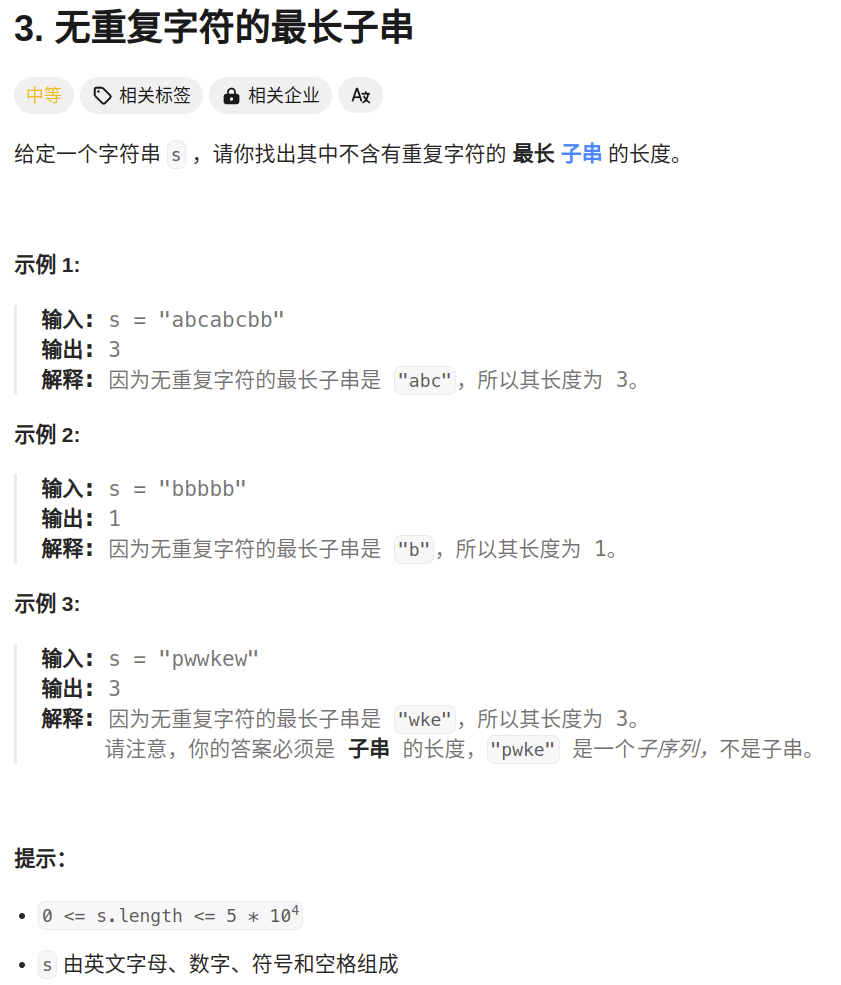 3. 无重复字符的最长子串
中等 相关标签 相关企业 A文
给定一个字符串 s ，请你找出其中不含有重复字符的 最长 子串 的长度。
示例 1:
输入: s = "abcabcbb"
输出: 3
解释: 因为无重复字符的最长子串是 "abc"，所以其长度为 3。
示例 2:
输入: s = "bbbbb"
输出: 1
解释: 因为无重复字符的最长子串是 "b"，所以其长度为 1。
示例 3:
输入: s = "pwwkew"
输出: 3
解释: 因为无重复字符的最长子串是 "wke"，所以其长度为 3。
请注意，你的答案必须是 子串 的长度，"pwke" 是一个子序列，不是子串。
提示：
• 0 <= s.length <= 5 * 10⁴
• s 由英文字母、数字、符号和空格组成